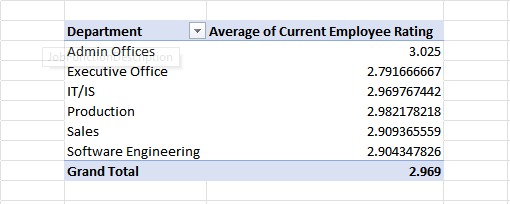 Department Average of Current Employee Rating
Admin Offices 3.025
JobFunctionDescription
Executive Office 2.791666667
IT/IS 2.969767442
Production 2.982178218
Sales 2.909365559
Software Engineering 2.904347826
Grand Total 2.969